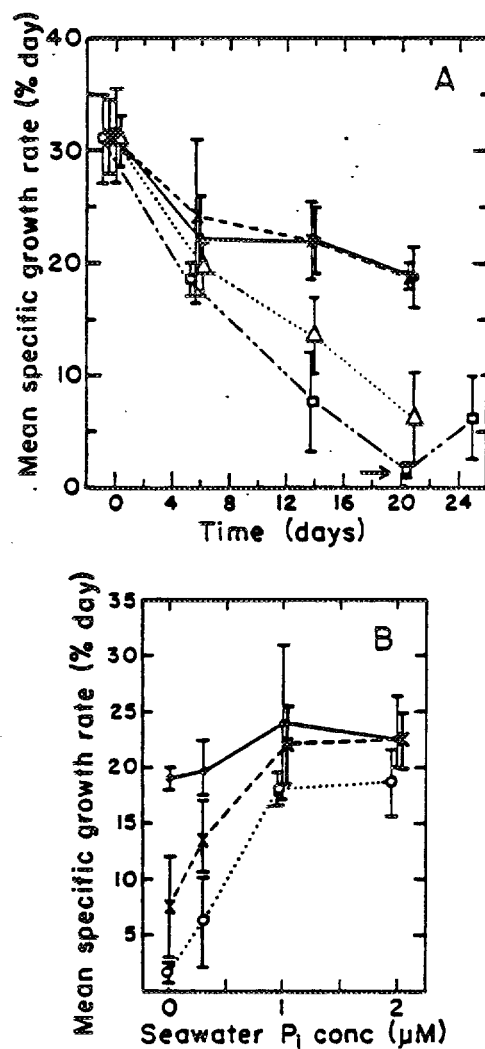 A
Mean specific growth rate (% day)
40
30
20
10
0
0 4 8 12 16 20 24
Time (days)
B
Mean specific growth rate (% day)
35
30
25
20
15
10
5
0 1 2
Seawater Pi conc (µM)